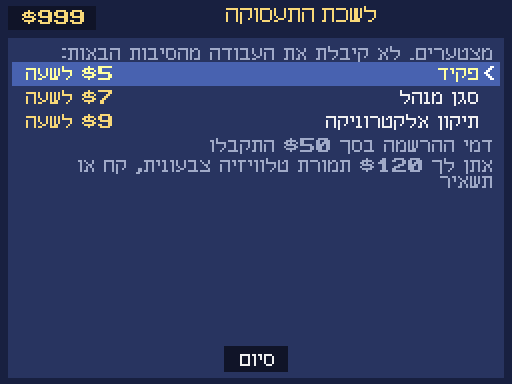 $999
לשכת התעסוקה
מצטערים. לא קיבלת את העבודה מהסיבות הבאות:
פקיד $5 לשעה
סגן מנהל $7 לשעה
תיקון אלקטרוניקה $9 לשעה
דמי ההרשמה בסך $50 התקבלו
אתן לך $120 תמורת טלוויזיה צבעונית, קח או
תשאיר
סיום